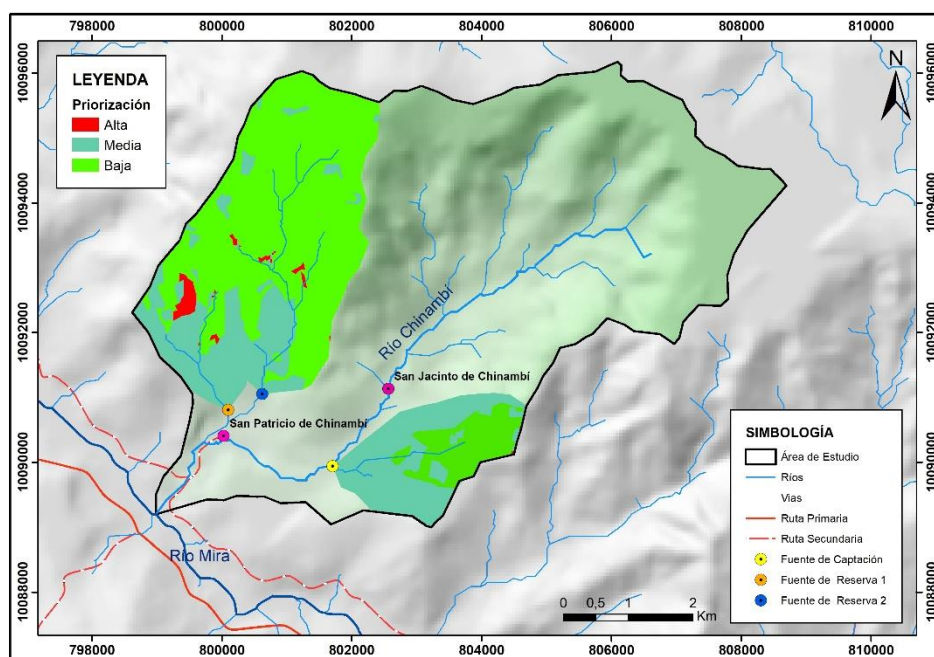 798000 800000 802000 804000 806000 808000 810000
10096000
10094000
10092000
10090000
10088000
LEYENDA
Priorización
Alta
Media
Baja
N
10096000
10094000
10092000
10090000
10088000
Río Chinambí
San Jacinto de Chinambí
San Patricio de Chinambí
Río Mira
SIMBOLOGÍA
Área de Estudio
Ríos
Vias
Ruta Primaria
Ruta Secundaria
Fuente de Captación
Fuente de Reserva 1
Fuente de Reserva 2
0 0,5 1 2
Km
798000 800000 802000 804000 806000 808000 810000